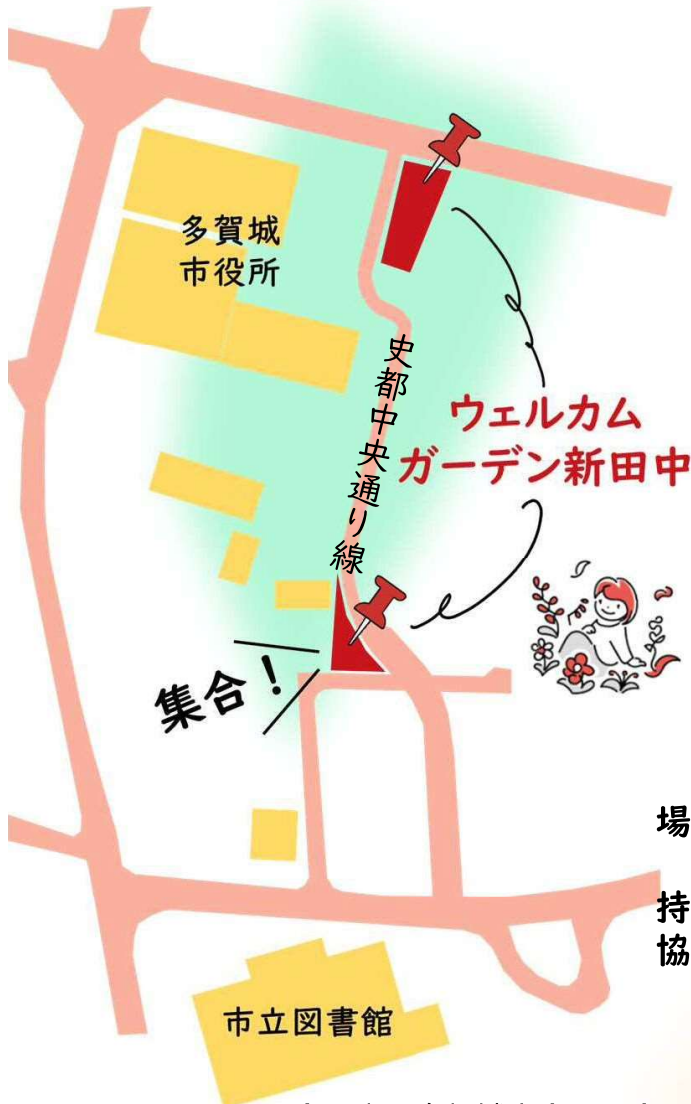 多賀城
市役所
史都中央通り線
ウェルカム
ガーデン新田中
集合！
場
持
協
市立図書館